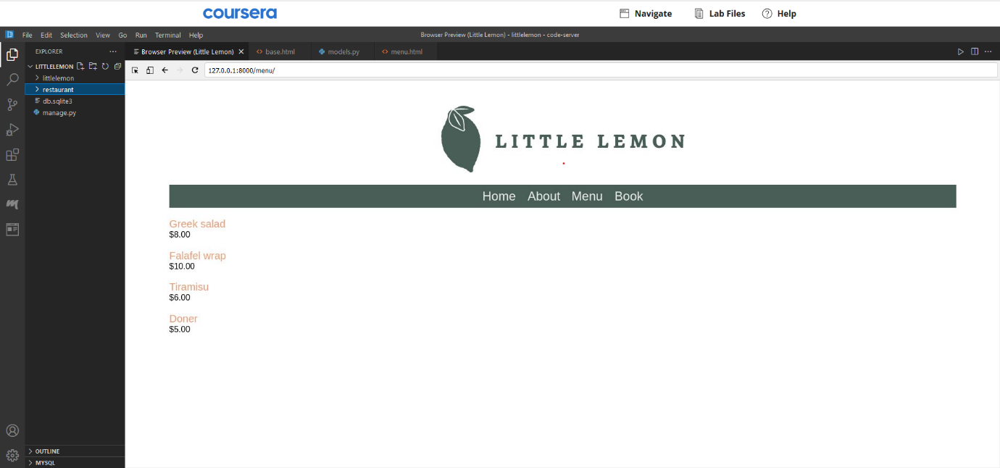 coursera Navigate Lab Files Help
File Edit Selection View Go Run Terminal Help Browser Preview (Little Lemon) - littlelemon - code-server
EXPLORER Browser Preview (Little Lemon) base.html models.py menu.html
LITTLELEMON
127.0.0.1:8000/menu/
littlelemon
restaurant
db.sqlite3
manage.py
LITTLE LEMON
Home About Menu Book
Greek salad
$8.00
Falafel wrap
$10.00
Tiramisu
$6.00
Doner
$5.00
OUTLINE
MYSQL